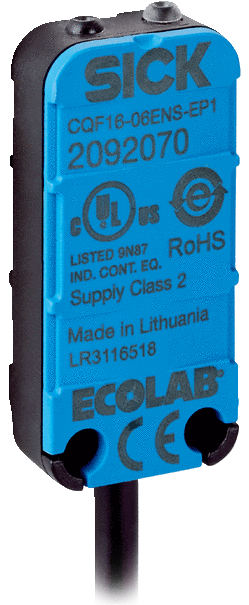 SICK
CQF16-06ENS-EP1
2092070
c UL us
LISTED 9N87
IND. CONT. EQ.
RoHS
Supply Class 2
Made in Lithuania
LR3116518
ECOLAB®
CE